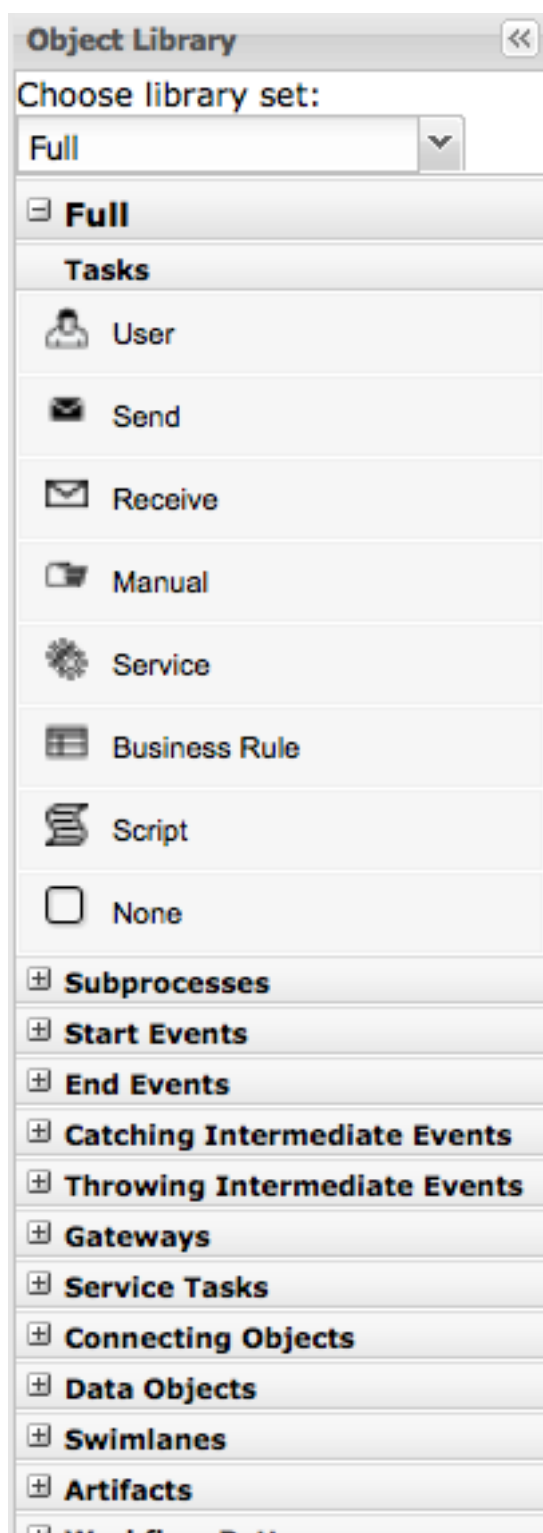 Object Library
Choose library set:
Full
Full
Tasks
User
Send
Receive
Manual
Service
Business Rule
Script
None
Subprocesses
Start Events
End Events
Catching Intermediate Events
Throwing Intermediate Events
Gateways
Service Tasks
Connecting Objects
Data Objects
Swimlanes
Artifacts